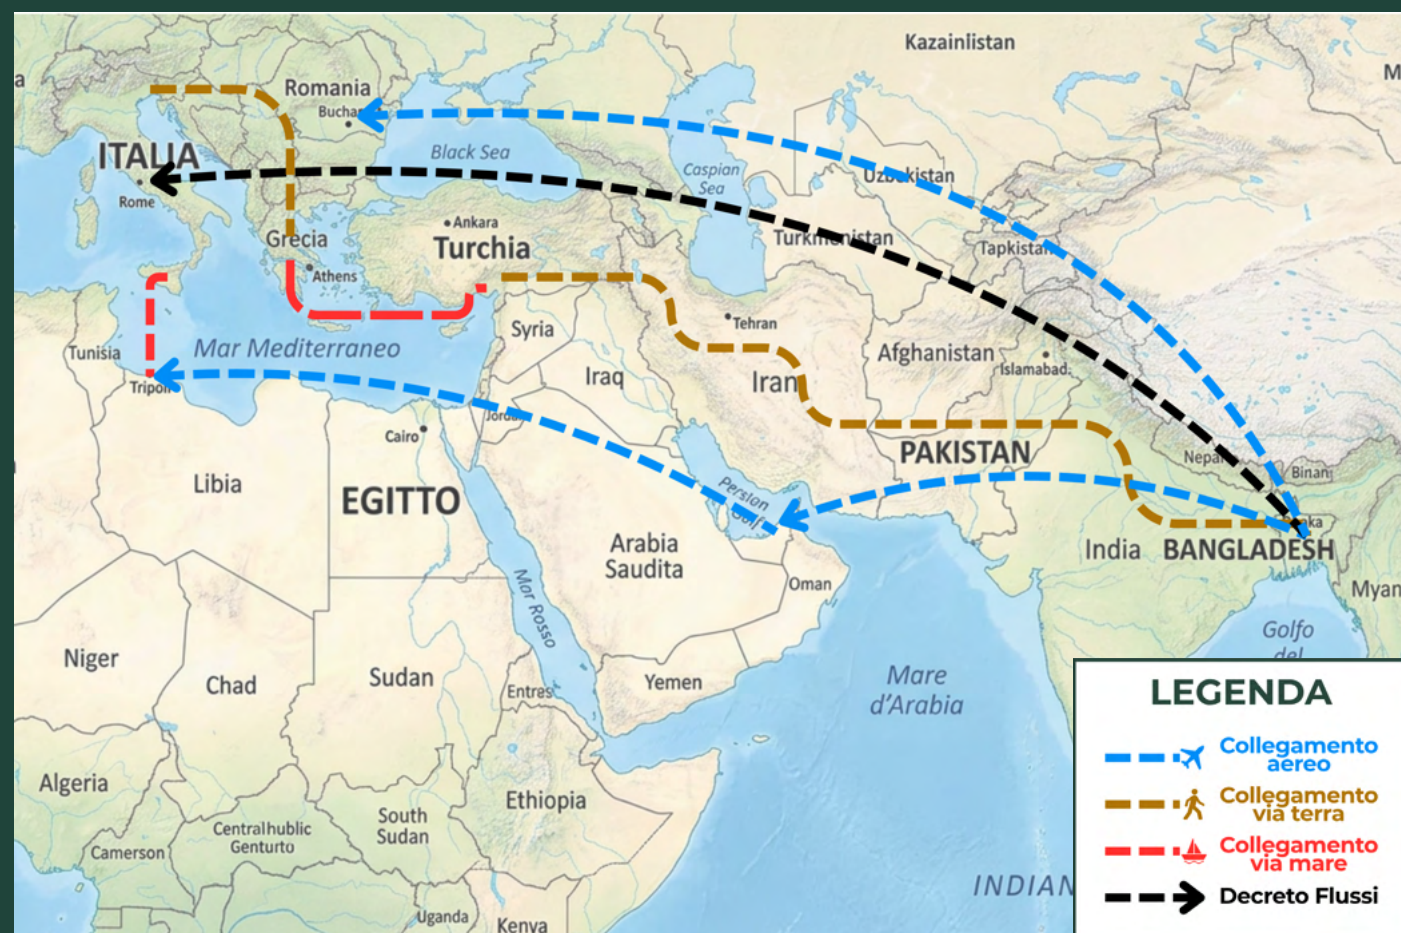 Kazainlistan
Romania
Buchar
ITALIA
Black Sea
Caspian
Sea
Uzbekistan
Rome
Ankara
Grecia
Turchia
Turkmenistan
Tapkistan
Athens
Syria
Tehran
Tunisia
Mar Mediterraneo
Afghanistan
Islamabad.
Iraq
Iran
Tripoli
Jordan
Cairo
PAKISTAN
Nepal
Binan
Libia
EGITTO
Persian
Golf
Dhaka
Arabia
Saudita
India
BANGLADESH
Oman
Myan
Mar Rosso
Golfo
del
Niger
Chad
Sudan
Entres
Yemen
Mare
d'Arabia
LEGENDA
Collegamento
aereo
Collegamento
via terra
Collegamento
via mare
Decreto Flussi
Algeria
Ethiopia
South
Sudan
Centralhublic
Genturto
Camerson
INDIAN
Uganda
Kenya